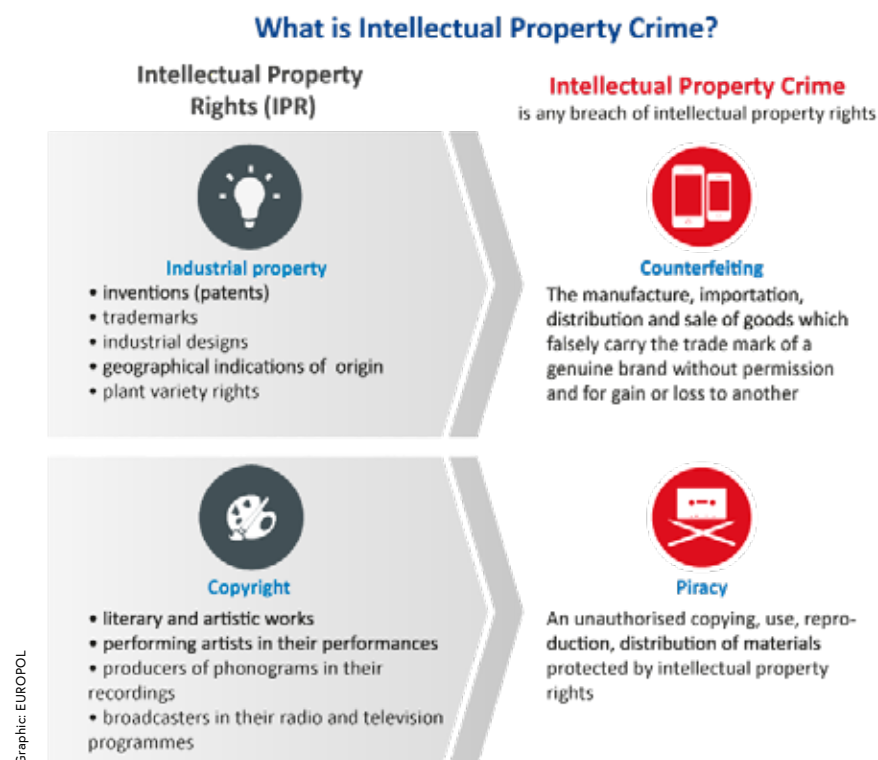 What is Intellectual Property Crime?
Intellectual Property
Rights (IPR)
Intellectual Property Crime
is any breach of intellectual property rights
Industrial property
• inventions (patents)
• trademarks
• industrial designs
• geographical indications of origin
• plant variety rights
Counterfeiting
The manufacture, importation,
distribution and sale of goods which
falsely carry the trade mark of a
genuine brand without permission
and for gain or loss to another
Copyright
• literary and artistic works
• performing artists in their performances
• producers of phonograms in their
recordings
• broadcasters in their radio and television
programmes
Piracy
An unauthorised copying, use, repro-
duction, distribution of materials
protected by intellectual property
rights
Graphic: EUROPOL